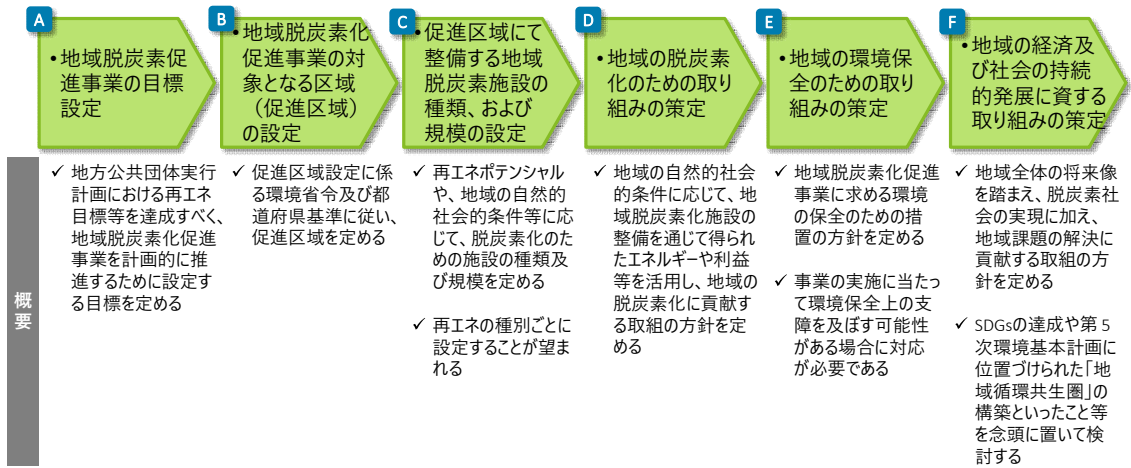 A
•地域脱炭素促
進事業の目標
設定
B
•地域脱炭素化
促進事業の対
象となる区域
（促進区域）
の設定
C
•促進区域にて
整備する地域
脱炭素施設の
種類、および
規模の設定
D
•地域の脱炭素
化のための取り
組みの策定
E
•地域の環境保
全のための取り
組みの策定
F
•地域の経済及
び社会の持続
的発展に資する
取り組みの策定
概要
✓ 地方公共団体実行
計画における再エネ
目標等を達成すべく、
地域脱炭素化促進
事業を計画的に推
進するために設定す
る目標を定める
✓ 促進区域設定に係
る環境省令及び都
道府県基準に従い、
促進区域を定める
✓ 再エネポテンシャル
や、地域の自然的
社会的条件等に応
じて、脱炭素化のた
めの施設の種類及
び規模を定める
✓ 再エネの種別ごとに
設定することが望ま
れる
✓ 地域の自然的社会
的条件に応じて、地
域脱炭素化施設の
整備を通じて得られ
たエネルギーや利益
等を活用し、地域の
脱炭素化に貢献す
る取組の方針を定
める
✓ 地域脱炭素化促進
事業に求める環境
の保全のための措
置の方針を定める
✓ 事業の実施に当たっ
て環境保全上の支
障を及ぼす可能性
がある場合に対応
が必要である
✓ 地域全体の将来像
を踏まえ、脱炭素社
会の実現に加え、
地域課題の解決に
貢献する取組の方
針を定める
✓ SDGsの達成や第５
次環境基本計画に
位置づけられた「地
域循環共生圏」の
構築といったこと等
を念頭に置いて検
討する